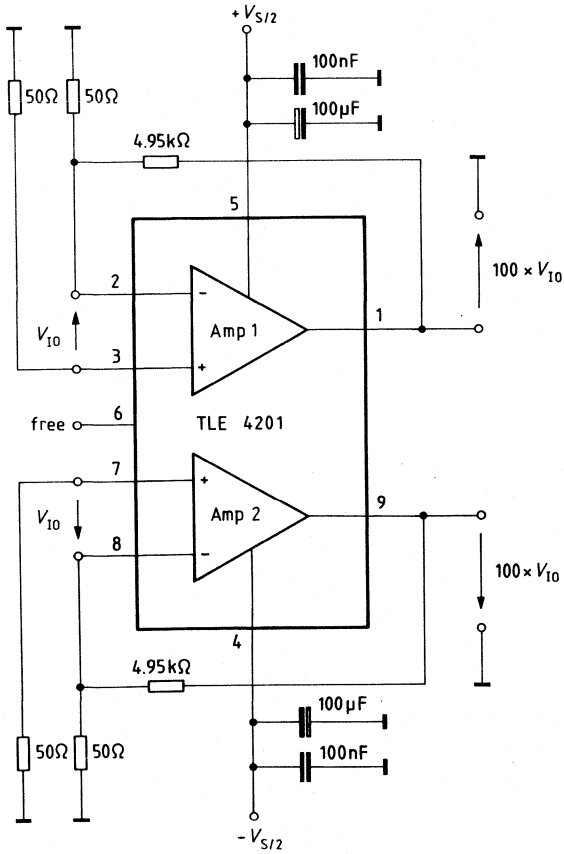 +V_S/2
100nF
50Ω 50Ω
100μF
4.95kΩ
5
2
−
100 × V_IO
Amp 1
1
V_IO
3
+
free
6
TLE 4201
7
+
V_IO
Amp 2
9
8
−
100 × V_IO
4
4.95kΩ
100μF
50Ω 50Ω
100nF
−V_S/2